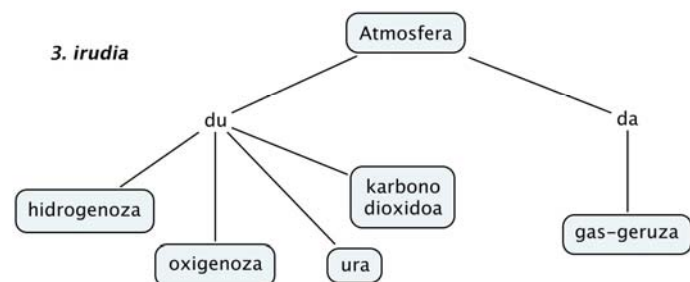 3. irudia
Atmosfera
du
da
hidrogenoza
oxigenoza
ura
karbono
dioxidoa
gas-geruza